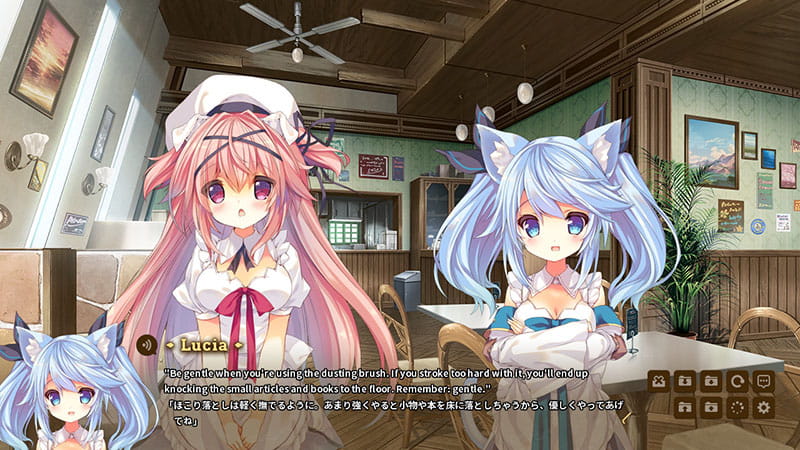 Lucia
"Be gentle when you're using the dusting brush. If you stroke too hard with it, you'll end up
knocking the small articles and books to the floor. Remember: gentle."
「ほこり落としは軽く撫でるように。あまり強くやると小物や本を床に落としちゃうから、優しくやってあげ
てね」